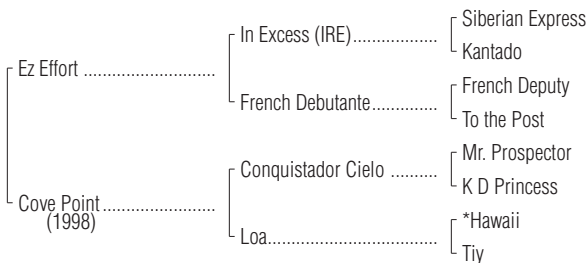 Siberian Express
In Excess (IRE)...................
Kantado
Ez Effort .............................
French Deputy
French Debutante...............
To the Post
Mr. Prospector
Conquistador Cielo ..........
K D Princess
Cove Point.........................
(1998)
*Hawaii
Loa.......................................
Tiy